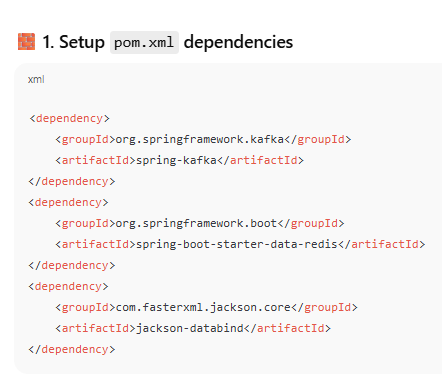 🧱 1. Setup pom.xml dependencies
xml
<dependency>
    <groupId>org.springframework.kafka</groupId>
    <artifactId>spring-kafka</artifactId>
</dependency>
<dependency>
    <groupId>org.springframework.boot</groupId>
    <artifactId>spring-boot-starter-data-redis</artifactId>
</dependency>
<dependency>
    <groupId>com.fasterxml.jackson.core</groupId>
    <artifactId>jackson-databind</artifactId>
</dependency>